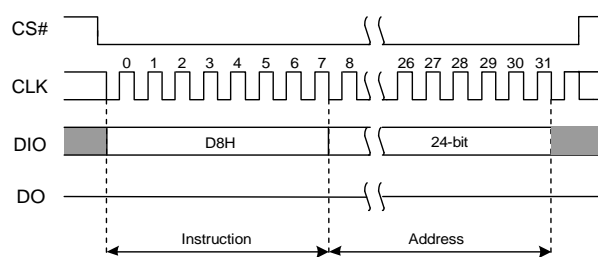 CS#
0 1 2 3 4 5 6 7 8 26 27 28 29 30 31
CLK
DIO D8H 24-bit
DO
Instruction Address